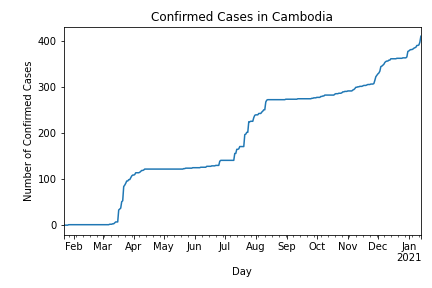 Confirmed Cases in Cambodia
Number of Confirmed Cases
400
300
200
100
0
Feb Mar Apr May Jun Jul Aug Sep Oct Nov Dec Jan
2021
Day